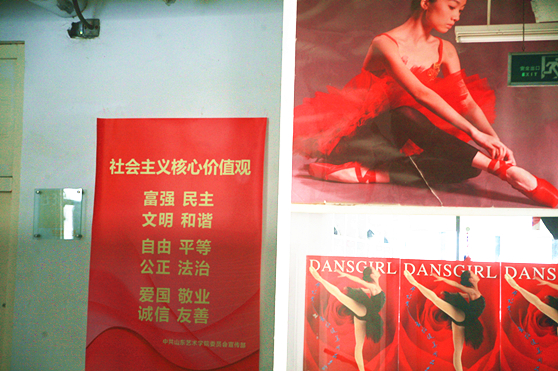 社会主义核心价值观
富强 民主
文明 和谐
自由 平等
公正 法治
爱国 敬业
诚信 友善
DANSGIRL
DANSGIRL
DANS